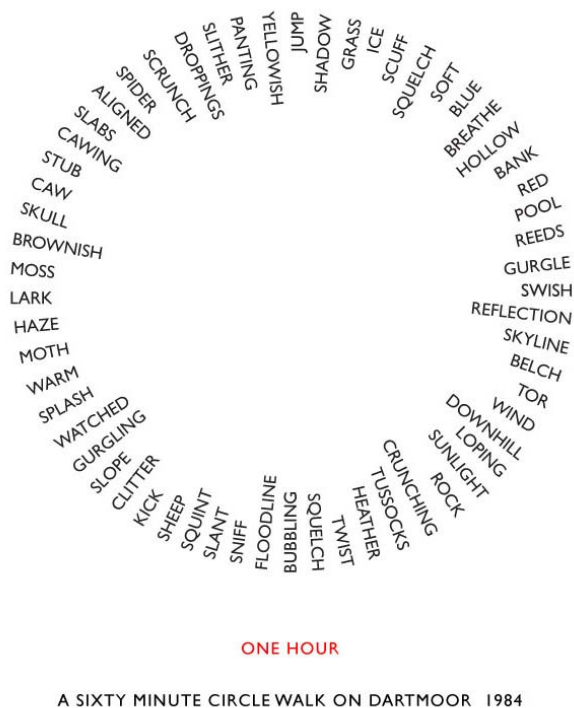 JUMP
SHADOW
GRASS
ICE
SCUFF
SQUELCH
SOFT
BLUE
BREATHE
HOLLOW
BANK
RED
POOL
REEDS
GURGLE
SWISH
REFLECTION
SKYLINE
BELCH
TOR
WIND
DOWNHILL
LOPING
SUNLIGHT
ROCK
CRUNCHING
TUSSOCKS
HEATHER
TWIST
SQUELCH
BUBBLING
FLOODLINE
SNIFF
SLANT
SQUINT
SHEEP
KICK
CLITTER
SLOPE
GURGLING
WATCHED
SPLASH
WARM
MOTH
HAZE
LARK
MOSS
BROWNISH
SKULL
CAW
STUB
CAWING
SLABS
ALIGNED
SPIDER
SCRUNCH
DROPPINGS
SLITHER
PANTING
YELLOWISH
ONE HOUR
A SIXTY MINUTE CIRCLE WALK ON DARTMOOR 1984